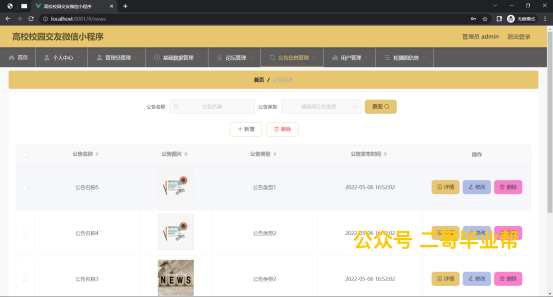 高校校园交友微信小程序
localhost:8081/#/news
无痕模式
高校校园交友微信小程序
管理员 admin 退出登录
首页 个人中心 管理员管理 基础数据管理 论坛管理 公告信息管理 用户管理 轮播图信息
首页 / 公告信息
公告名称 公告名称 公告类型 请选择公告类型 查询
新增 删除
公告名称 公告图片 公告类型 公告发布时间 操作
公告名称5 公告类型1 2022-05-06 16:52:02 详情 修改 删除
公告名称4 公告类型2 2022-05-06 16:52:02 详情 修改 删除
公众号 二哥毕业帮
公告名称3 NEWS 公告类型2 2022-05-06 16:52:02 详情 修改 删除